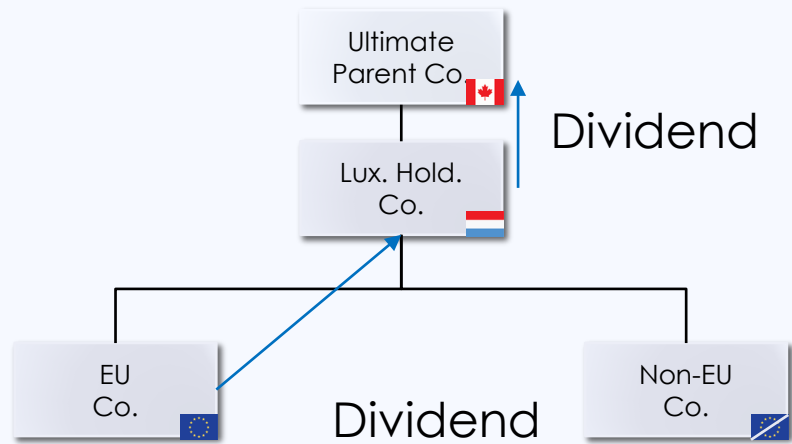 Ultimate
Parent Co.
Dividend
Lux. Hold.
Co.
EU
Co.
Dividend
Non-EU
Co.